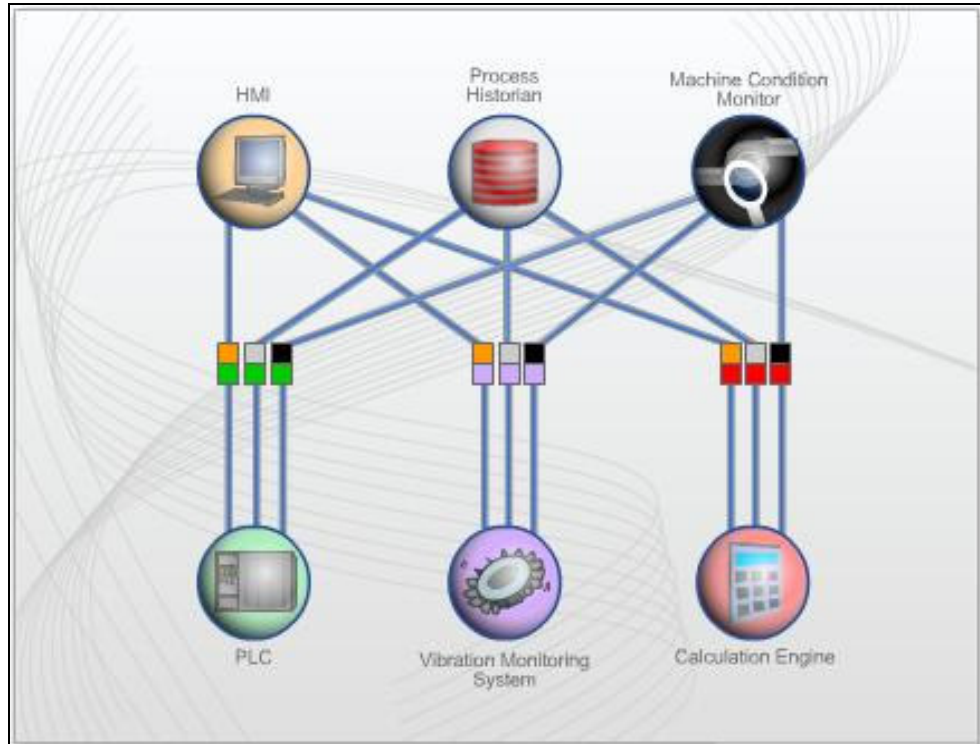 HMI
Process
Historian
Machine Condition
Monitor
PLC
Vibration Monitoring
System
Calculation Engine